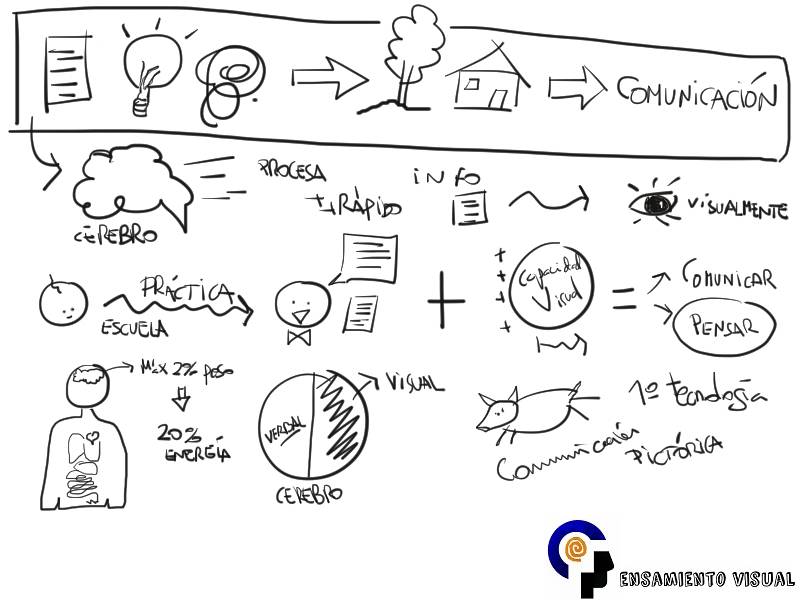 COMUNICACIÓN
CEREBRO
PROCESA
++RÁPIDO
INFO
VISUALMENTE
PRÁCTICA
ESCUELA
+
+
+
+
+
Capacidad
Visual
=
COMUNICAR
PENSAR
Máx 2% peso
20%
ENERGÍA
VERBAL
VISUAL
CEREBRO
1º Tecnología
Comunicación
PICTÓRICA
ENSAMIENTO VISUAL